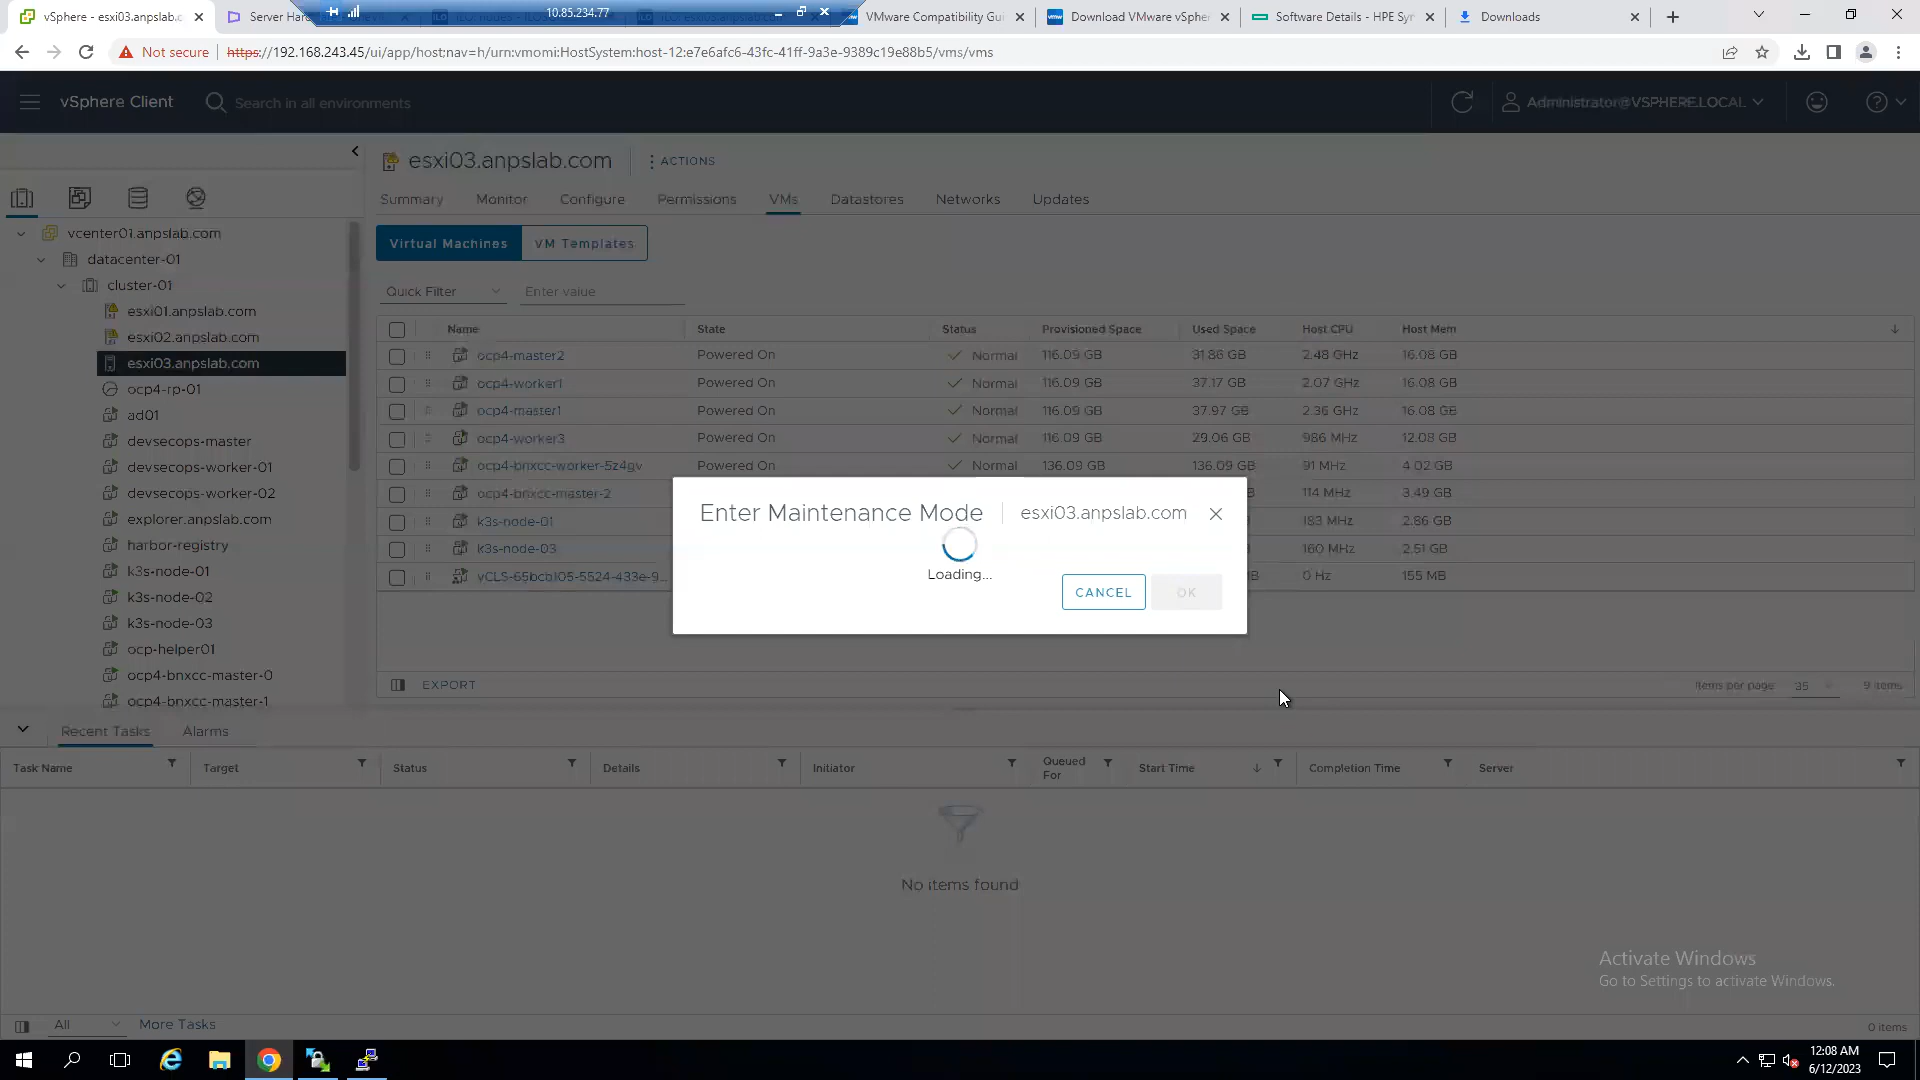 vSphere - esxi03.anpslab.c
Server Har
10.85.234.77
VMware Compatibility Gui
Download VMware vSpher
Software Details - HPE Syn
Downloads
Not secure
https://192.168.243.45/ui/app/host;nav=h/urn:vmomi:HostSystem:host-12:e7e6afc6-43fc-41ff-9a3e-9389c19e88b5/vms/vms
vSphere Client
Search in all environments
Administrator@VSPHERE.LOCAL
esxi03.anpslab.com
ACTIONS
Summary Monitor Configure Permissions VMs Datastores Networks Updates
vcenter01.anpslab.com
datacenter-01
cluster-01
esxi01.anpslab.com
esxi02.anpslab.com
esxi03.anpslab.com
ocp4-rp-01
ad01
devsecops-master
devsecops-worker-01
devsecops-worker-02
explorer.anpslab.com
harbor-registry
k3s-node-01
k3s-node-02
k3s-node-03
ocp-helper01
ocp4-bnxcc-master-0
ocp4-bnxcc-master-1
Virtual Machines VM Templates
Quick Filter Enter value
Name State Status Provisioned Space Used Space Host CPU Host Mem
ocp4-master2 Powered On Normal 116.09 GB 31.86 GB 2.48 GHz 16.08 GB
ocp4-worker1 Powered On Normal 116.09 GB 37.17 GB 2.07 GHz 16.08 GB
ocp4-master1 Powered On Normal 116.09 GB 37.97 GB 2.36 GHz 16.08 GB
ocp4-worker3 Powered On Normal 116.09 GB 29.06 GB 986 MHz 12.08 GB
ocp4-bnxcc-worker-5z4gv Powered On Normal 136.09 GB 136.09 GB 91 MHz 4.02 GB
ocp4-bnxcc-master-2 114 MHz 3.49 GB
k3s-node-01 183 MHz 2.86 GB
k3s-node-03 160 MHz 2.51 GB
0 Hz 155 MB
Enter Maintenance Mode esxi03.anpslab.com
Loading...
CANCEL OK
EXPORT
Items per page 35 9 items
Recent Tasks Alarms
Task Name Target Status Details Initiator Queued For Start Time Completion Time Server
No items found
Activate Windows
Go to Settings to activate Windows.
All More Tasks
0 items
12:08 AM
6/12/2023